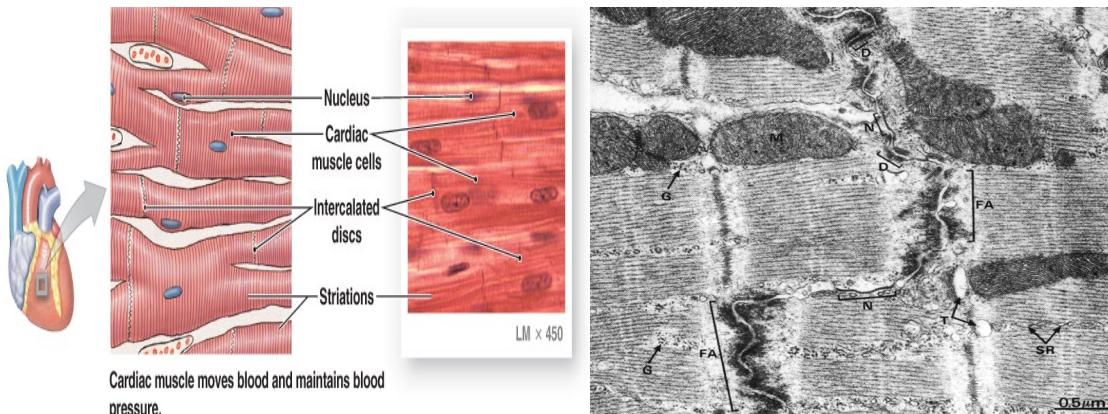 Nucleus
Cardiac
muscle cells
Intercalated
discs
Striations
LM × 450
Cardiac muscle moves blood and maintains blood
pressure.
D
N
M
D
G
FA
N
T
SR
FA
G
0.5µm